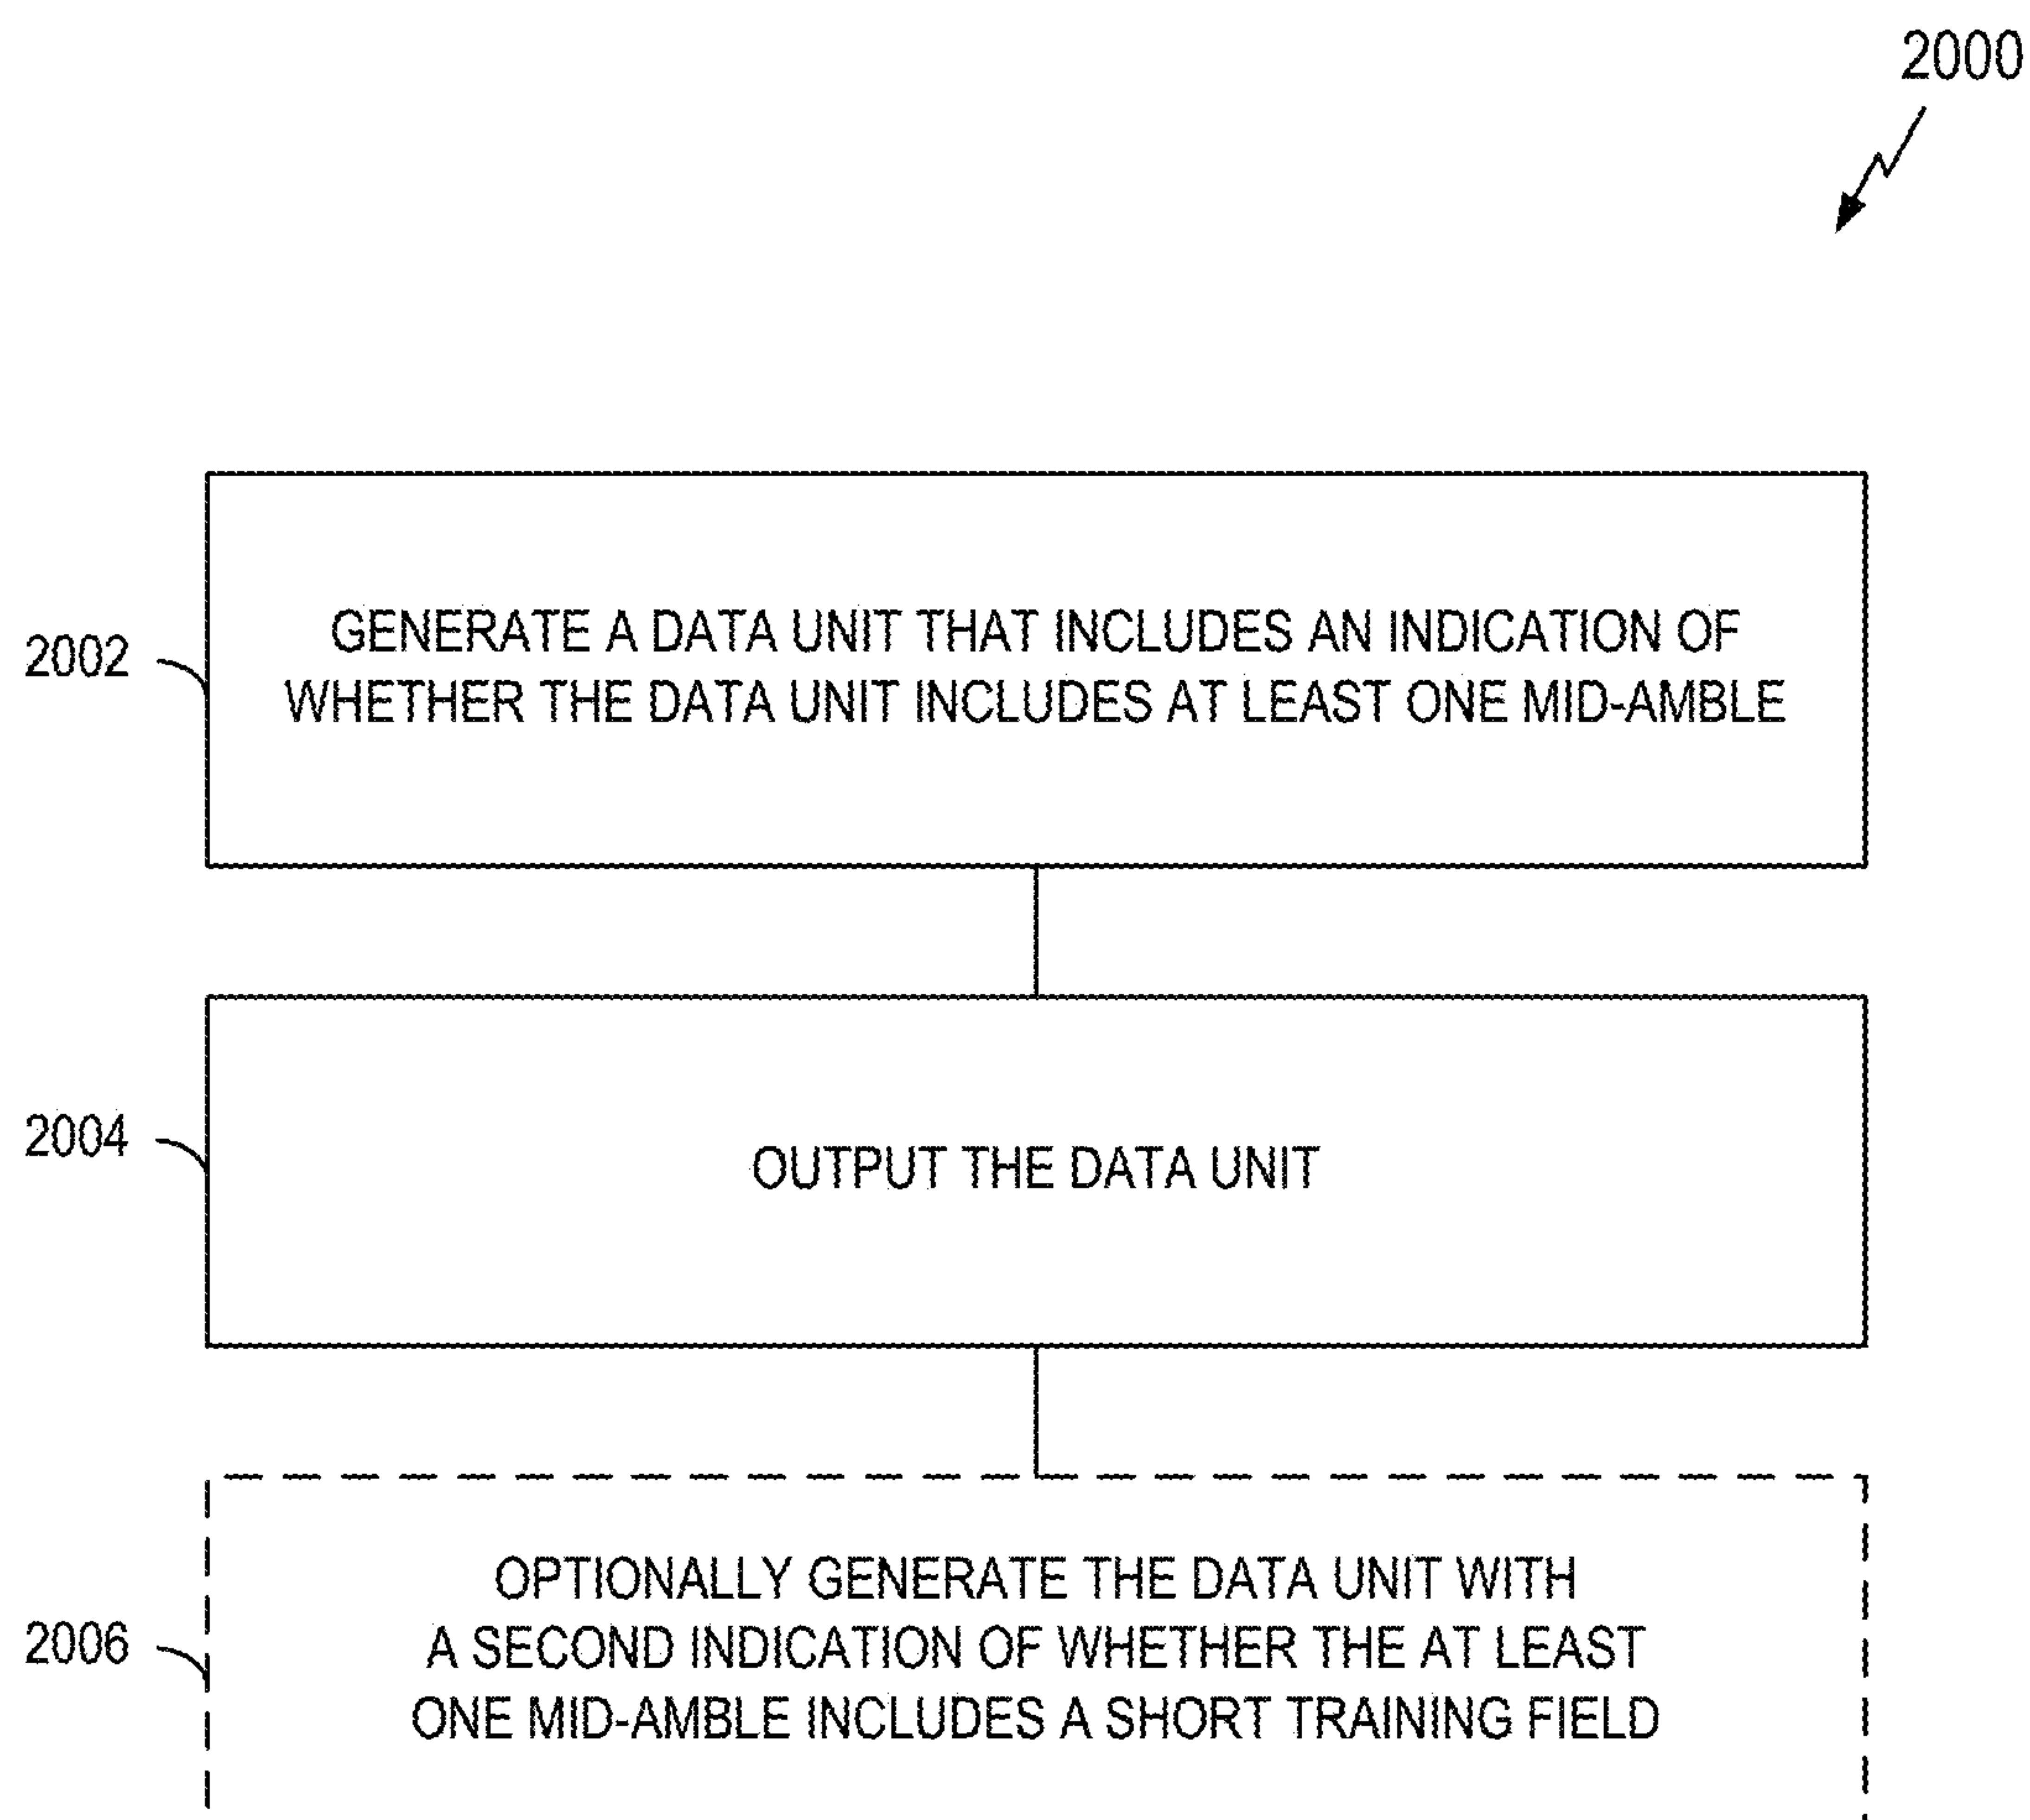 2000
2002
GENERATE A DATA UNIT THAT INCLUDES AN INDICATION OF
WHETHER THE DATA UNIT INCLUDES AT LEAST ONE MID-AMBLE
2004
OUTPUT THE DATA UNIT
2006
OPTIONALLY GENERATE THE DATA UNIT WITH
A SECOND INDICATION OF WHETHER THE AT LEAST
ONE MID-AMBLE INCLUDES A SHORT TRAINING FIELD